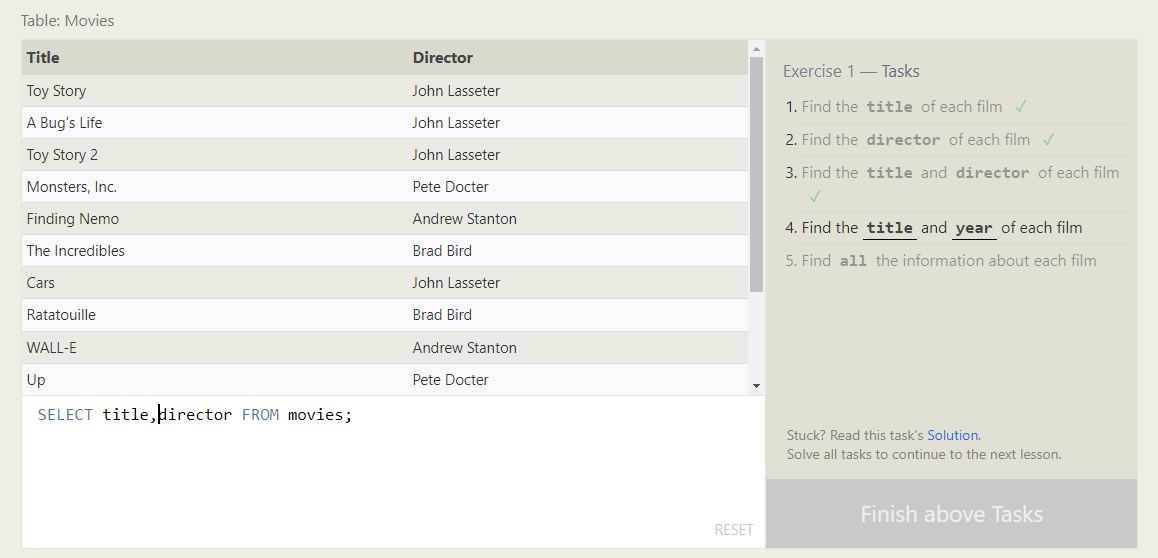 Table: Movies
Title Director
Toy Story John Lasseter
A Bug's Life John Lasseter
Toy Story 2 John Lasseter
Monsters, Inc. Pete Docter
Finding Nemo Andrew Stanton
The Incredibles Brad Bird
Cars John Lasseter
Ratatouille Brad Bird
WALL-E Andrew Stanton
Up Pete Docter
SELECT title,director FROM movies;
RESET
Exercise 1 — Tasks
1. Find the title of each film ✓
2. Find the director of each film ✓
3. Find the title and director of each film
✓
4. Find the title and year of each film
5. Find all the information about each film
Stuck? Read this task's Solution.
Solve all tasks to continue to the next lesson.
Finish above Tasks